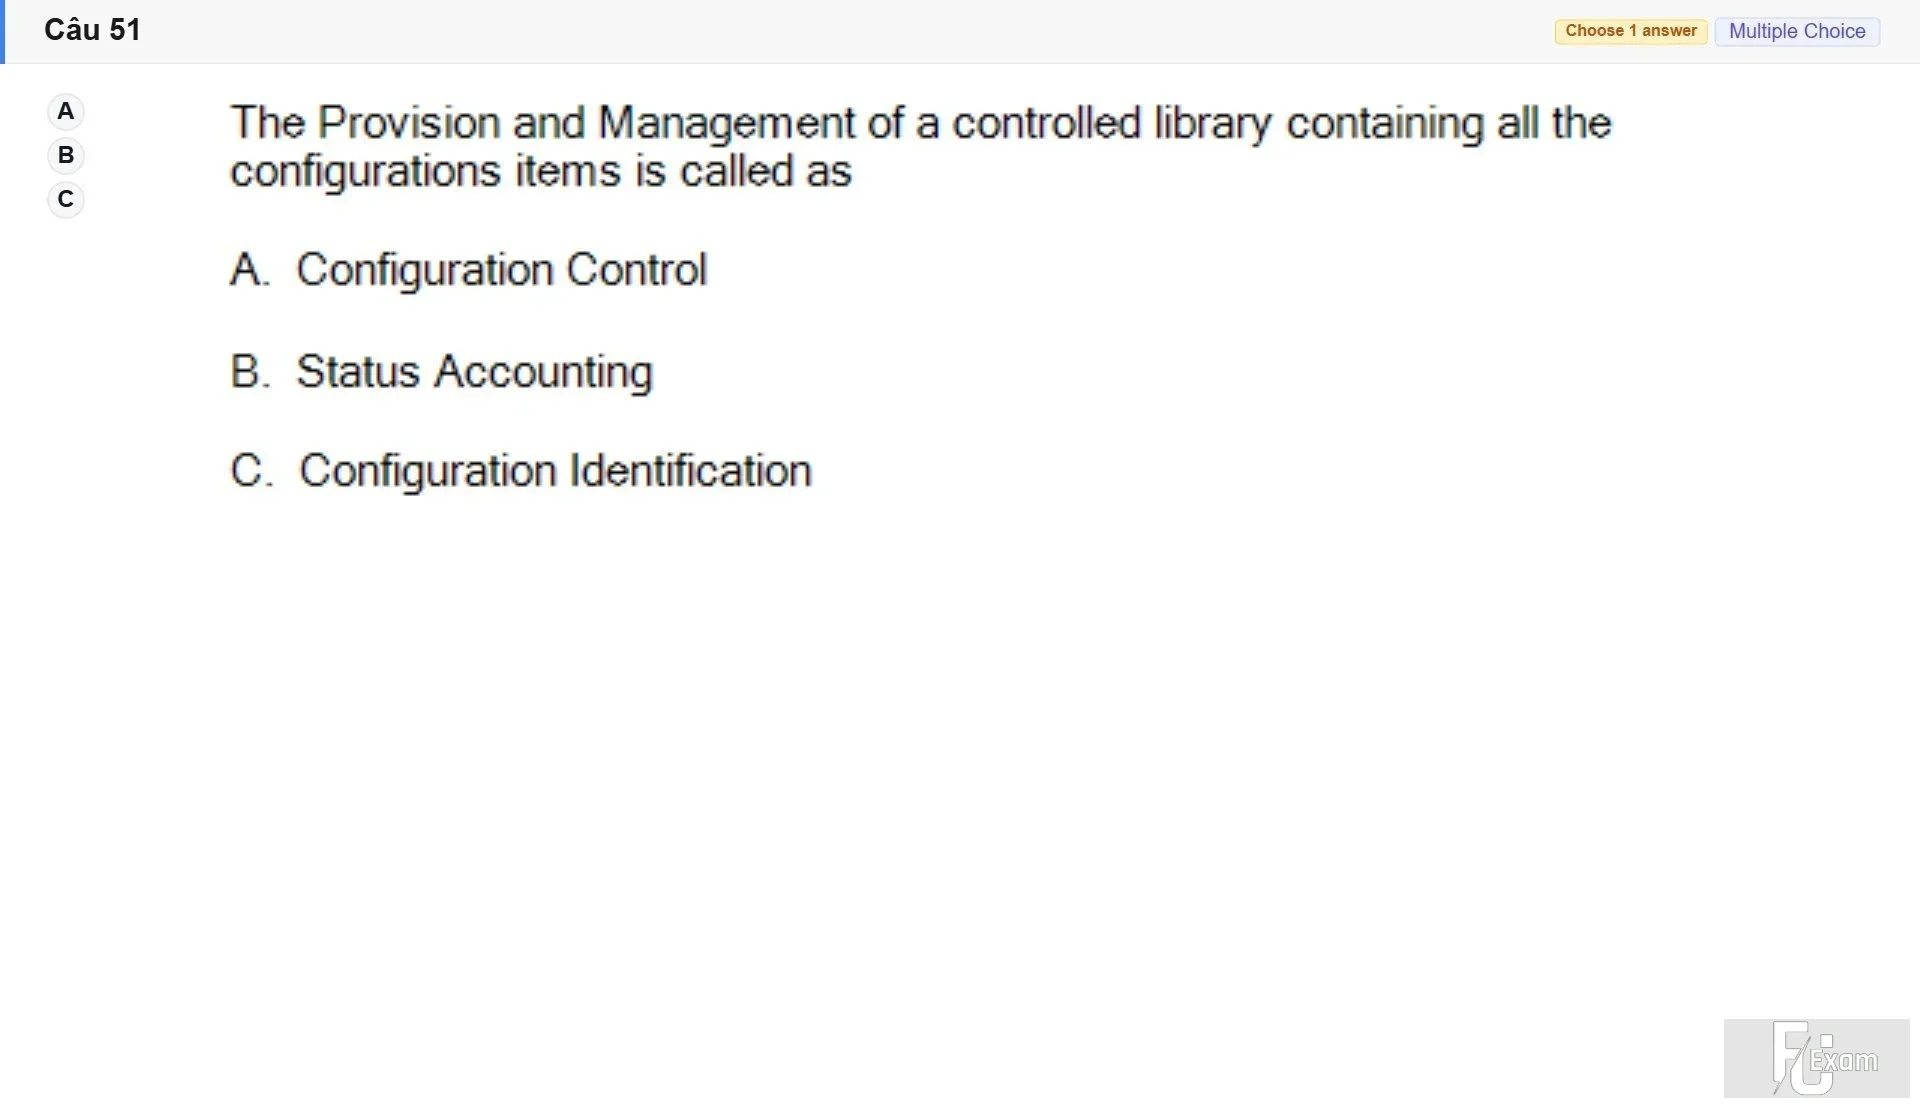 Câu 51
Choose 1 answer
Multiple Choice
A
B
C
The Provision and Management of a controlled library containing all the
configurations items is called as
A. Configuration Control
B. Status Accounting
C. Configuration Identification
FU Exam